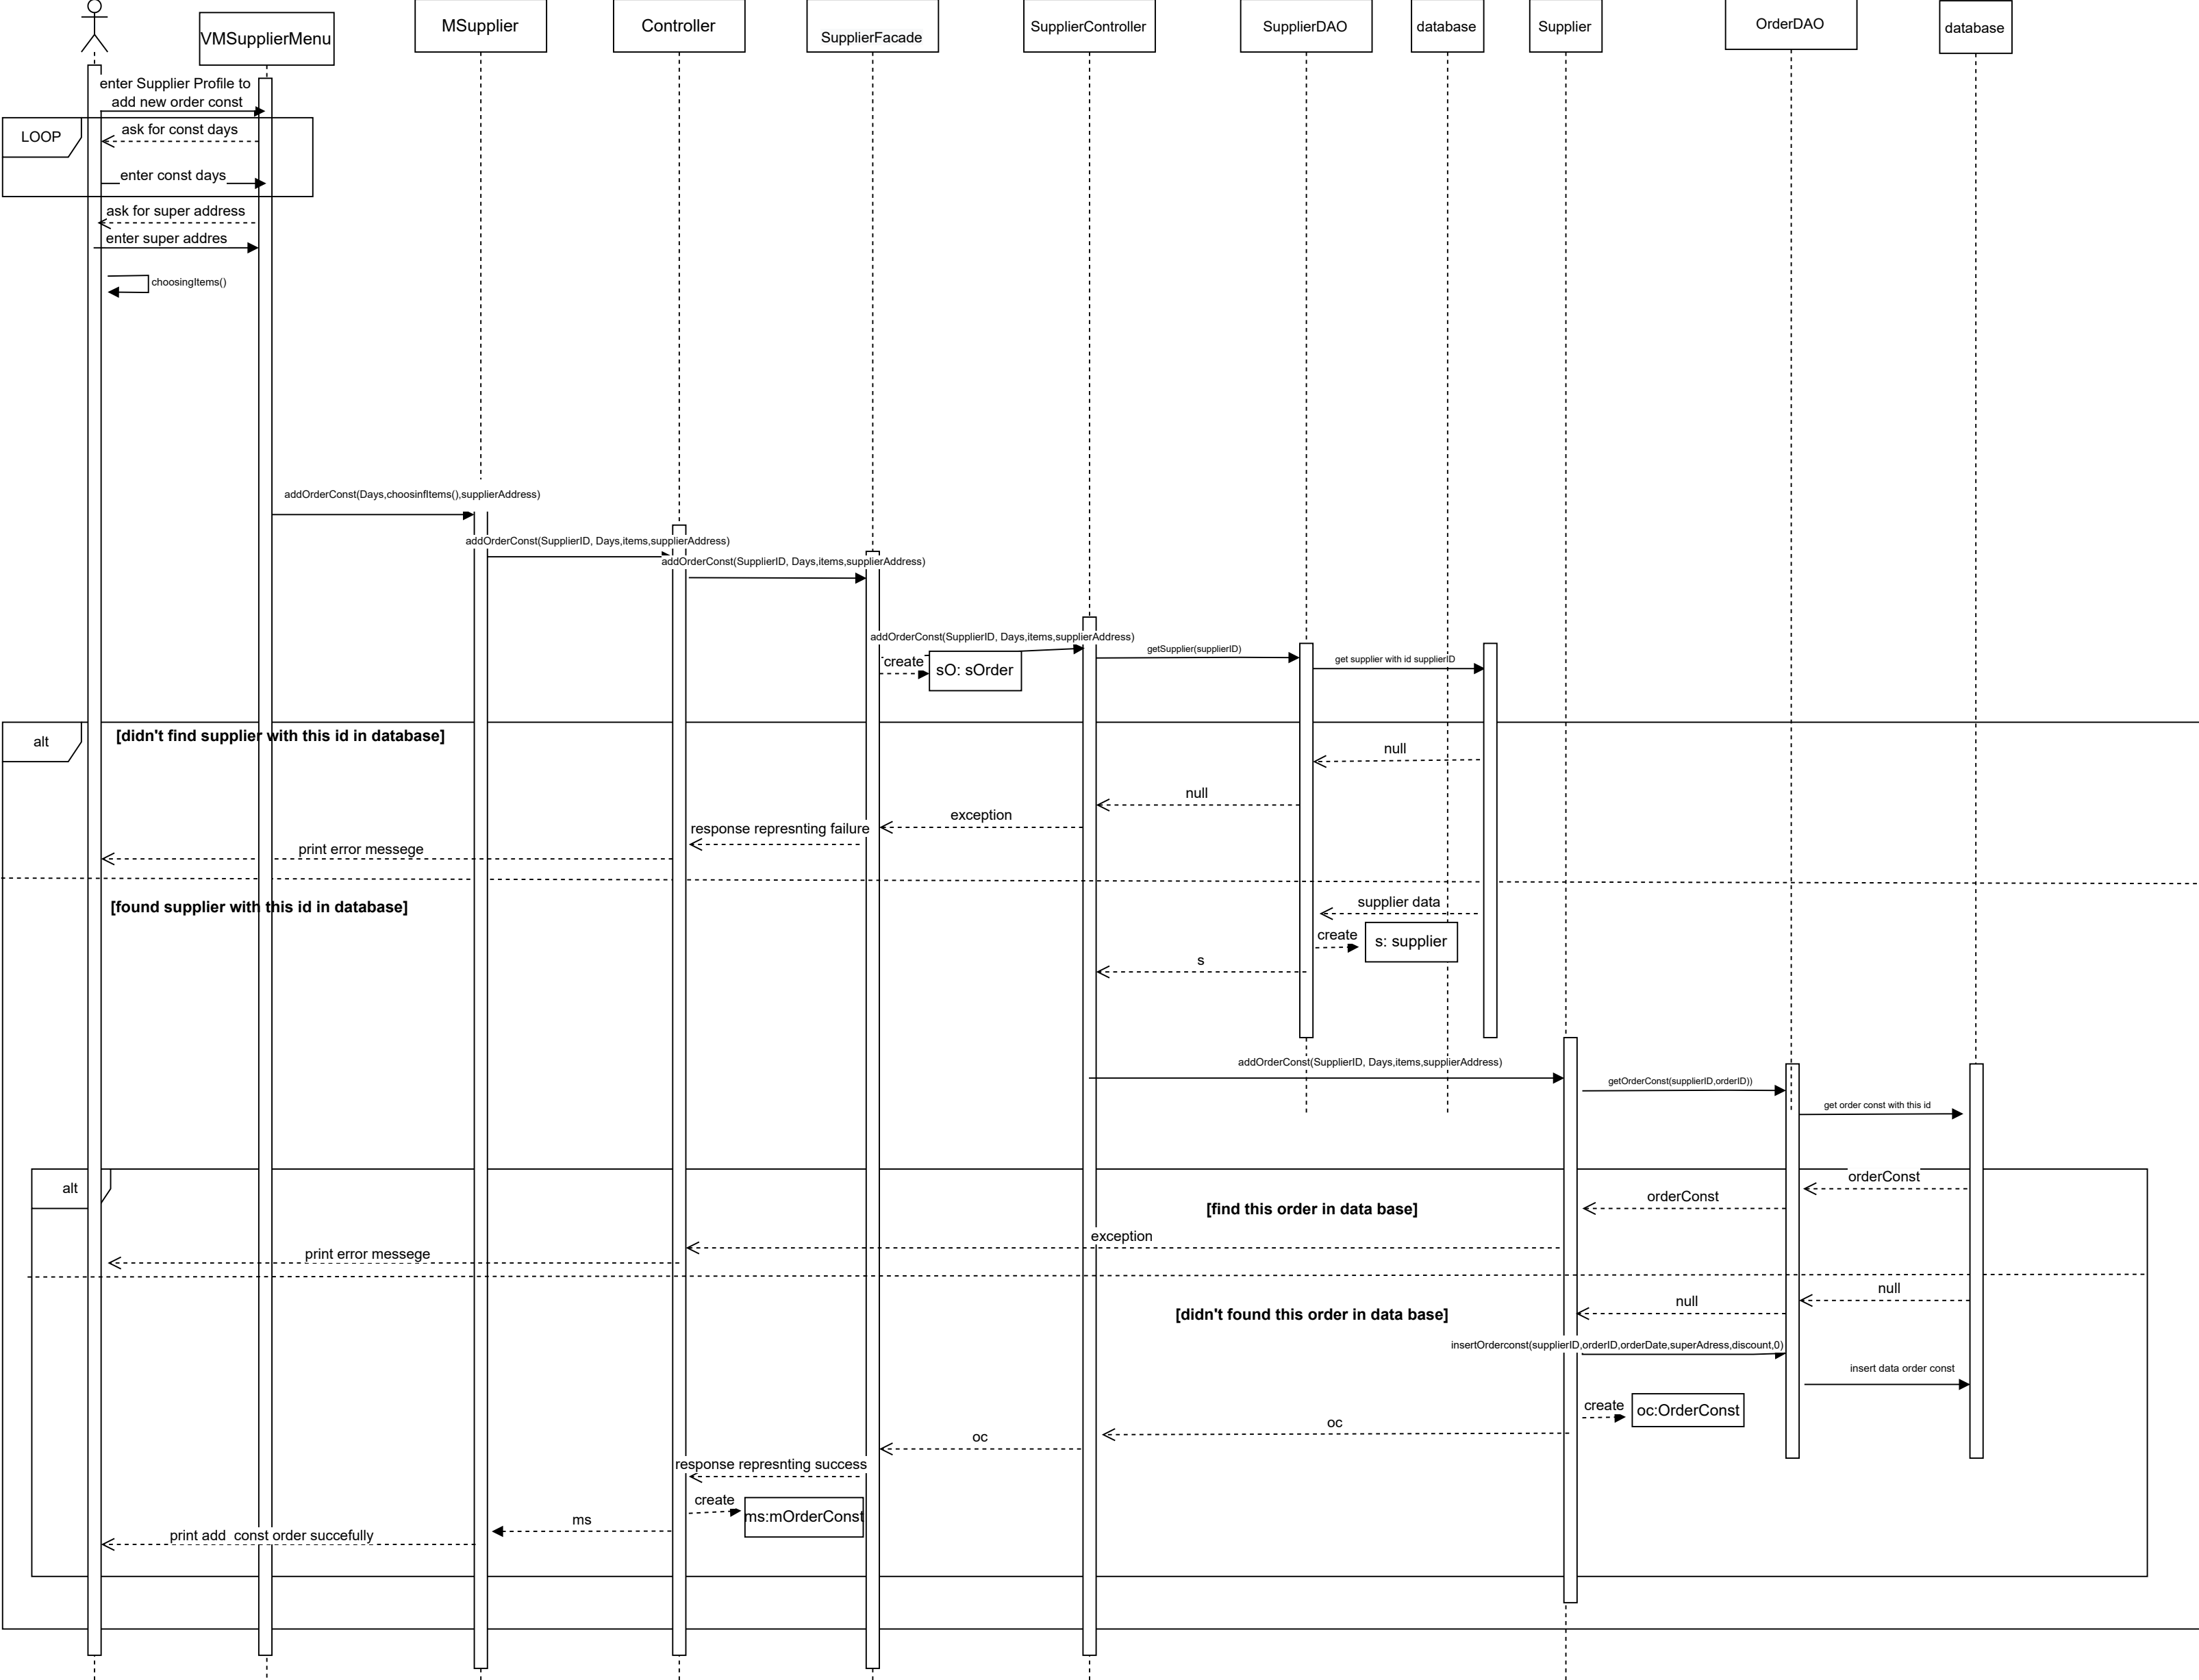 VMSupplierMenu
MSupplier
Controller
SupplierFacade
SupplierController
SupplierDAO
database
Supplier
OrderDAO
database
enter Supplier Profile to
add new order const
LOOP
ask for const days
enter const days
ask for super address
enter super addres
choosingItems()
addOrderConst(Days,choosinfItems(),supplierAddress)
addOrderConst(SupplierID, Days,items,supplierAddress)
addOrderConst(SupplierID, Days,items,supplierAddress)
addOrderConst(SupplierID, Days,items,supplierAddress)
getSupplier(supplierID)
get supplier with id supplierID
create
sO: sOrder
alt
[didn't find supplier with this id in database]
null
null
exception
response represnting failure
print error messege
[found supplier with this id in database]
supplier data
create
s: supplier
s
addOrderConst(SupplierID, Days,items,supplierAddress)
getOrderConst(supplierID,orderID))
get order const with this id
alt
orderConst
orderConst
[find this order in data base]
exception
print error messege
null
null
[didn't found this order in data base]
insertOrderconst(supplierID,orderID,orderDate,superAdress,discount,0)
insert data order const
create
oc:OrderConst
oc
oc
response represnting success
create
ms:mOrderConst
ms
print add  const order succefully